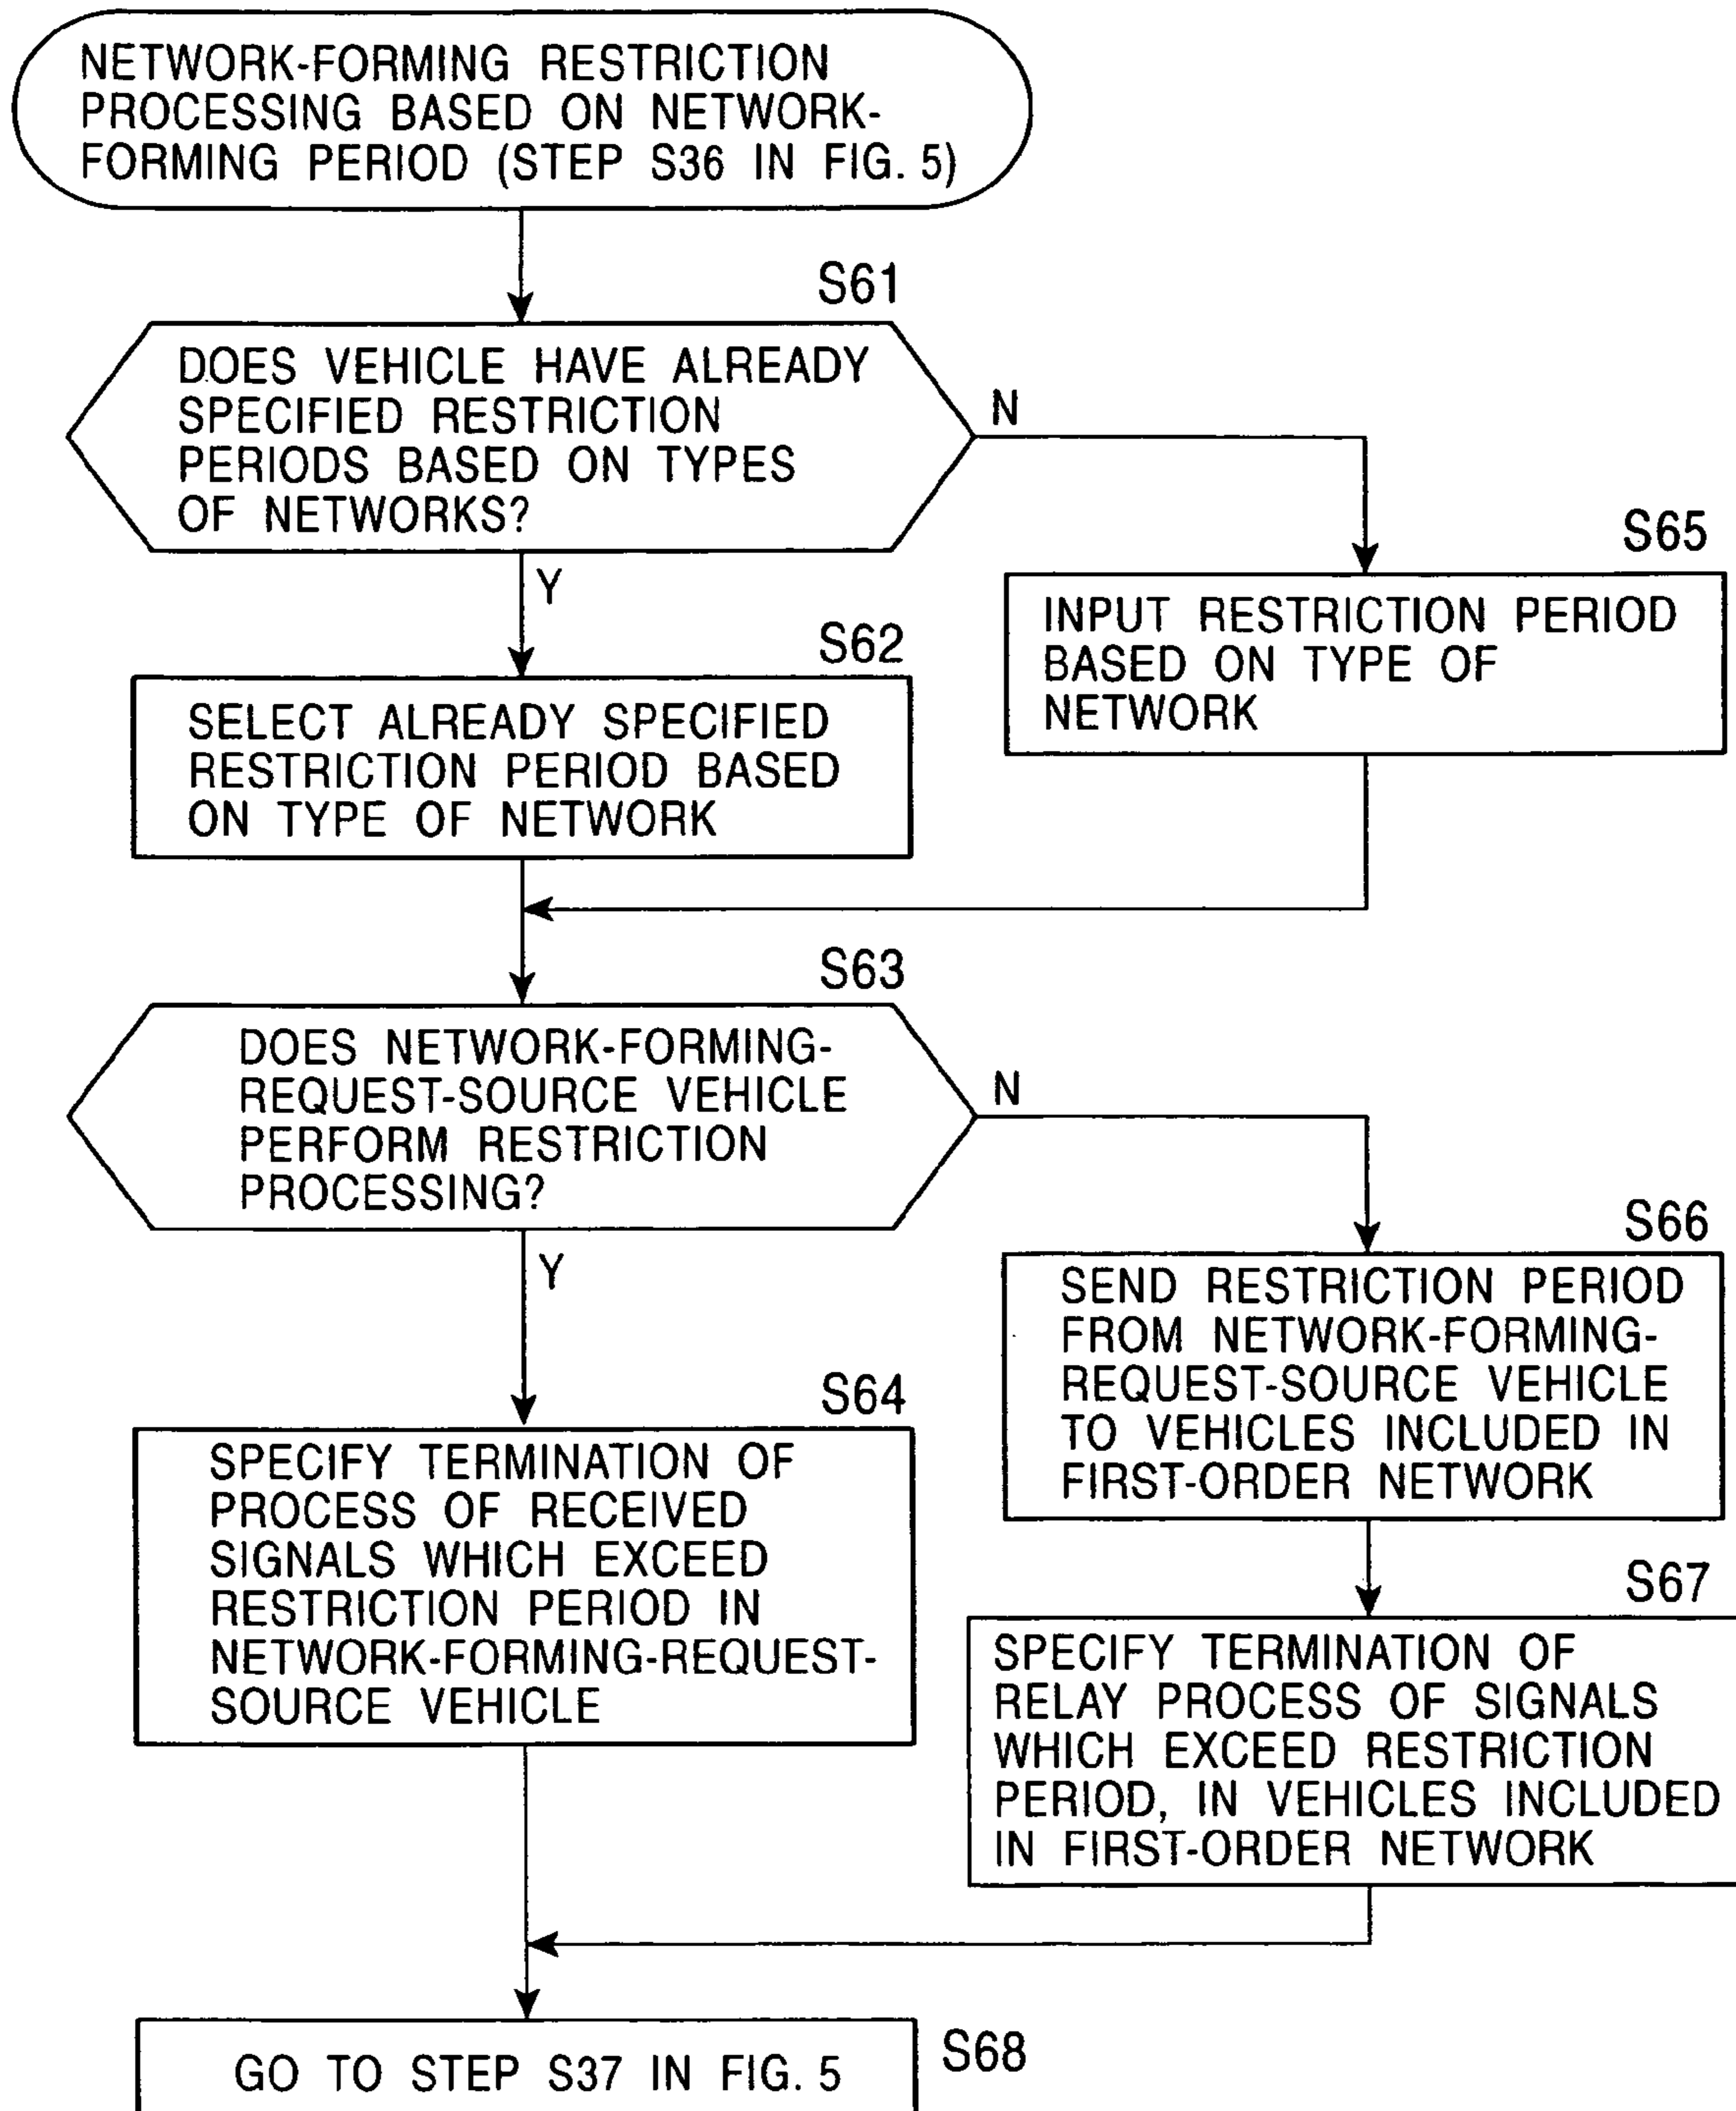 NETWORK-FORMING RESTRICTION
PROCESSING BASED ON NETWORK-
FORMING PERIOD (STEP S36 IN FIG. 5)
S61
DOES VEHICLE HAVE ALREADY
SPECIFIED RESTRICTION
PERIODS BASED ON TYPES
OF NETWORKS?
N
Y
S65
INPUT RESTRICTION PERIOD
BASED ON TYPE OF
NETWORK
S62
SELECT ALREADY SPECIFIED
RESTRICTION PERIOD BASED
ON TYPE OF NETWORK
S63
DOES NETWORK-FORMING-
REQUEST-SOURCE VEHICLE
PERFORM RESTRICTION
PROCESSING?
N
Y
S66
SEND RESTRICTION PERIOD
FROM NETWORK-FORMING-
REQUEST-SOURCE VEHICLE
TO VEHICLES INCLUDED IN
FIRST-ORDER NETWORK
S64
SPECIFY TERMINATION OF
PROCESS OF RECEIVED
SIGNALS WHICH EXCEED
RESTRICTION PERIOD IN
NETWORK-FORMING-REQUEST-
SOURCE VEHICLE
S67
SPECIFY TERMINATION OF
RELAY PROCESS OF SIGNALS
WHICH EXCEED RESTRICTION
PERIOD, IN VEHICLES INCLUDED
IN FIRST-ORDER NETWORK
GO TO STEP S37 IN FIG. 5
S68